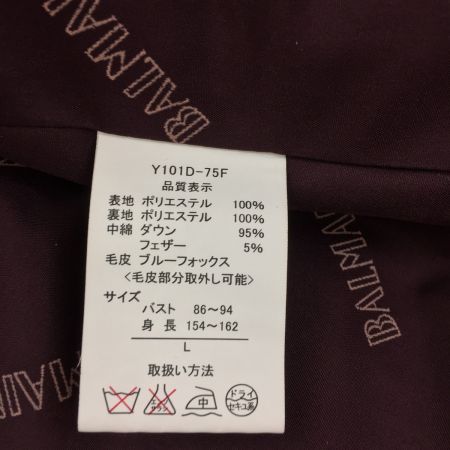 BALMAIN
Y101D-75F
品質表示
表地 ポリエステル 100%
裏地 ポリエステル 100%
中綿 ダウン 95%
フェザー 5%
毛皮 ブルーフォックス
<毛皮部分取外し可能>
サイズ
バスト 86~94
身長 154~162
L
取扱い方法
中
ドライ
セキユ系
BALMAIN